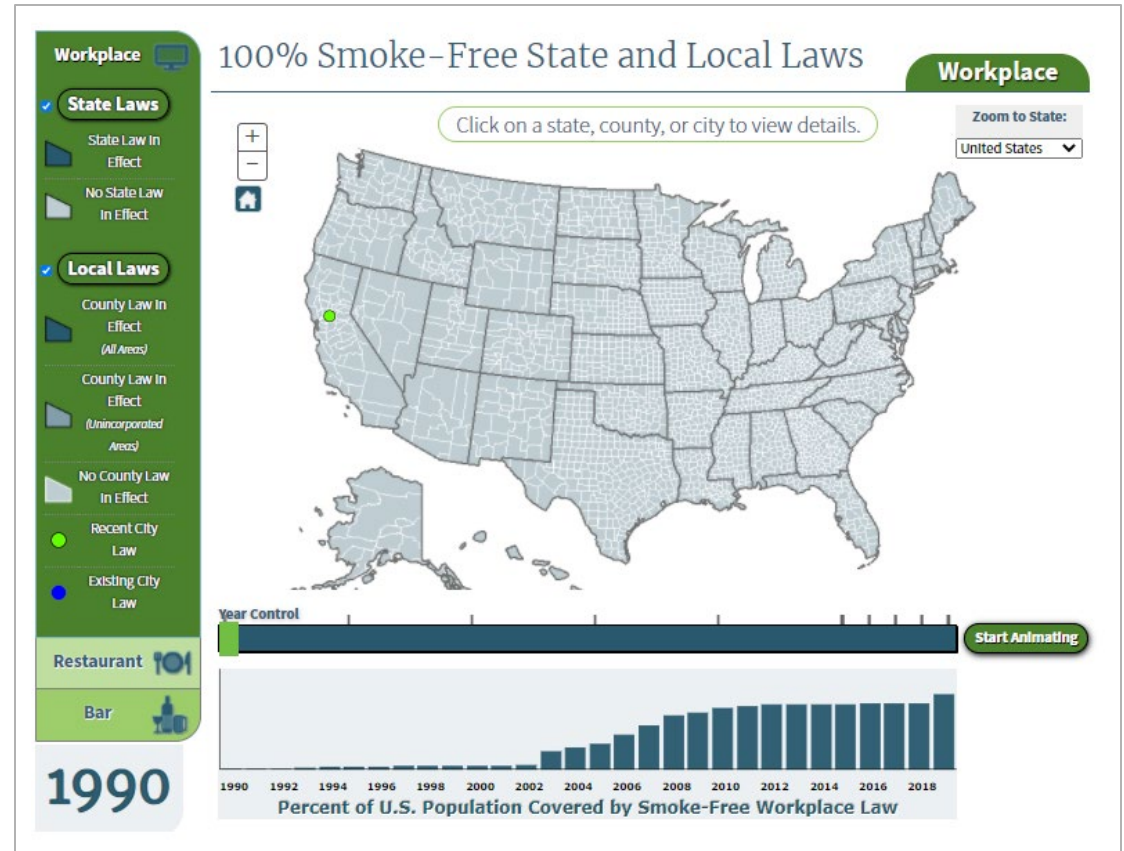 Workplace
State Laws
State Law In
Effect
No State Law
In Effect
Local Laws
County Law In
Effect
(All Areas)
County Law In
Effect
(Unincorporated
Areas)
No County Law
In Effect
Recent City
Law
Existing City
Law
Restaurant
Bar
1990
100% Smoke-Free State and Local Laws
Workplace
+
−
Click on a state, county, or city to view details.
Zoom to State:
United States
Year Control
Start Animating
1990 1992 1994 1996 1998 2000 2002 2004 2006 2008 2010 2012 2014 2016 2018
Percent of U.S. Population Covered by Smoke-Free Workplace Law